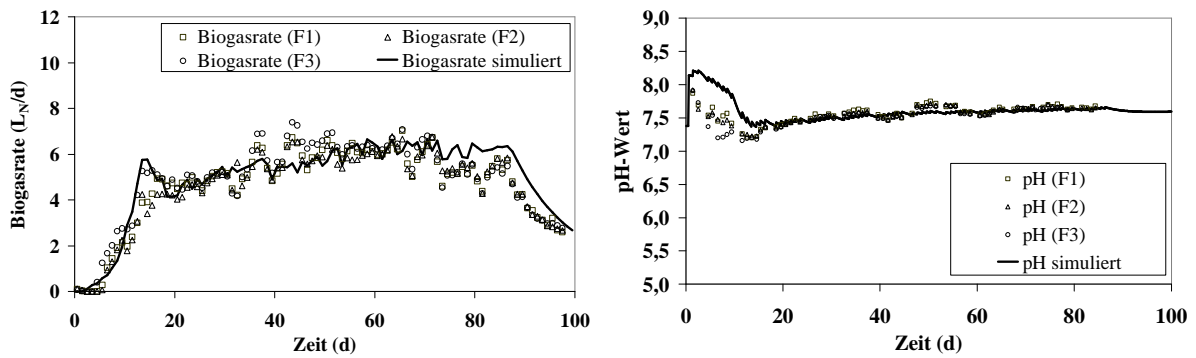 12
10
8
6
4
2
0
Biogasrate (L_N/d)
Biogasrate (F1)
Biogasrate (F2)
Biogasrate (F3)
Biogasrate simuliert
0 20 40 60 80 100
Zeit (d)
9,0
8,5
8,0
7,5
7,0
6,5
6,0
5,5
5,0
pH-Wert
pH (F1)
pH (F2)
pH (F3)
pH simuliert
0 20 40 60 80 100
Zeit (d)